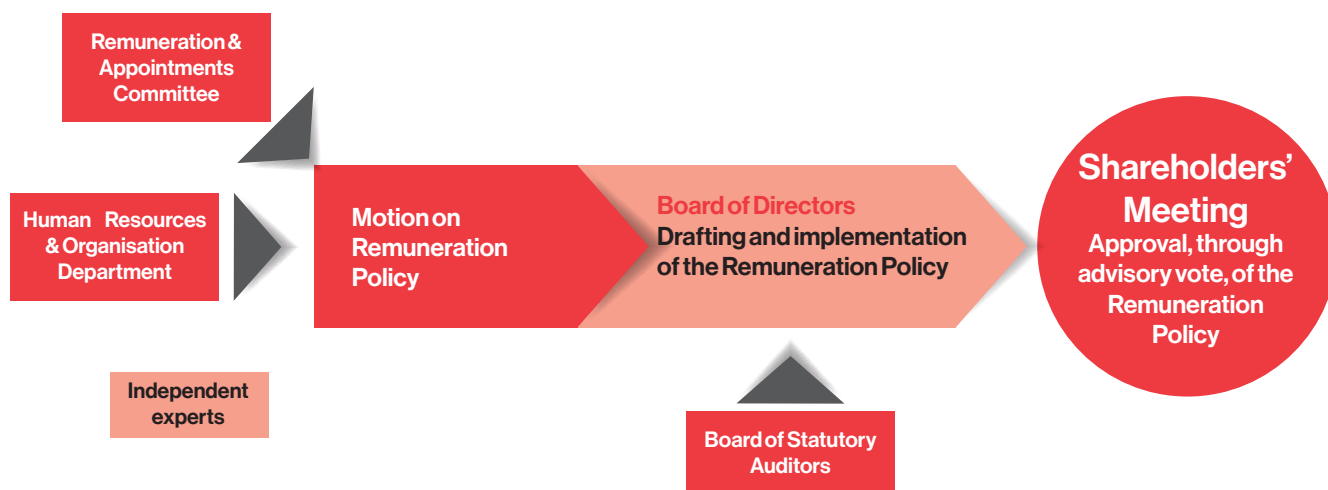 Remuneration &
Appointments
Committee
Human Resources
& Organisation
Department
Independent
experts
Motion on
Remuneration
Policy
Board of Directors
Drafting and implementation
of the Remuneration Policy
Board of Statutory
Auditors
Shareholders’
Meeting
Approval, through
advisory vote, of the
Remuneration
Policy